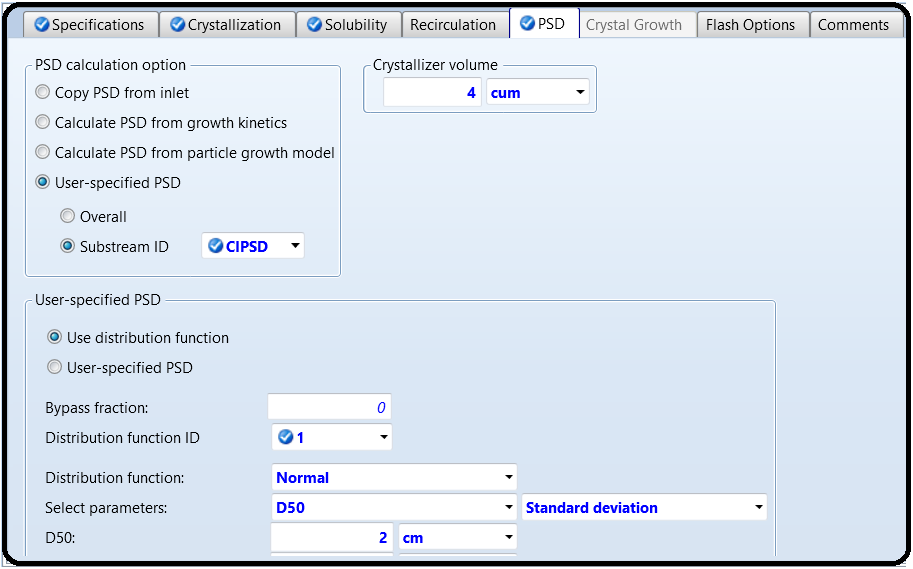 Specifications Crystallization Solubility Recirculation PSD Crystal Growth Flash Options Comments
PSD calculation option
Copy PSD from inlet
Calculate PSD from growth kinetics
Calculate PSD from particle growth model
User-specified PSD
Overall
Substream ID CIPSD
Crystallizer volume
4 cum
User-specified PSD
Use distribution function
User-specified PSD
Bypass fraction: 0
Distribution function ID 1
Distribution function: Normal
Select parameters: D50 Standard deviation
D50: 2 cm